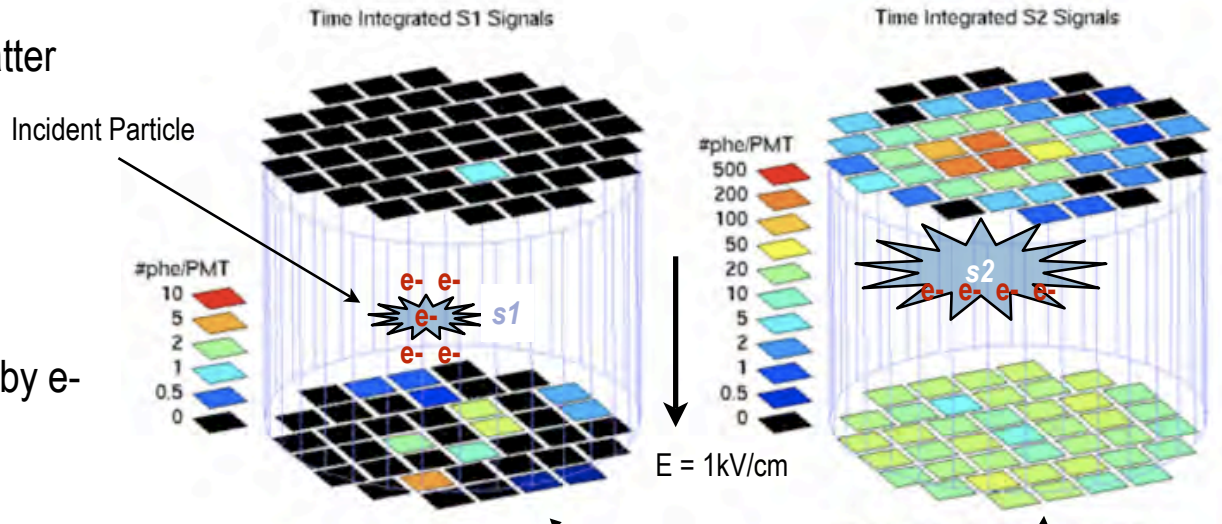 Time Integrated S1 Signals
Time Integrated S2 Signals
atter
Incident Particle
by e-
#phe/PMT
10
5
2
1
0.5
0
e- e-
e-
s1
e- e-
E = 1kV/cm
#phe/PMT
500
200
100
50
20
10
5
2
1
0.5
0
s2
e- e- e- e-